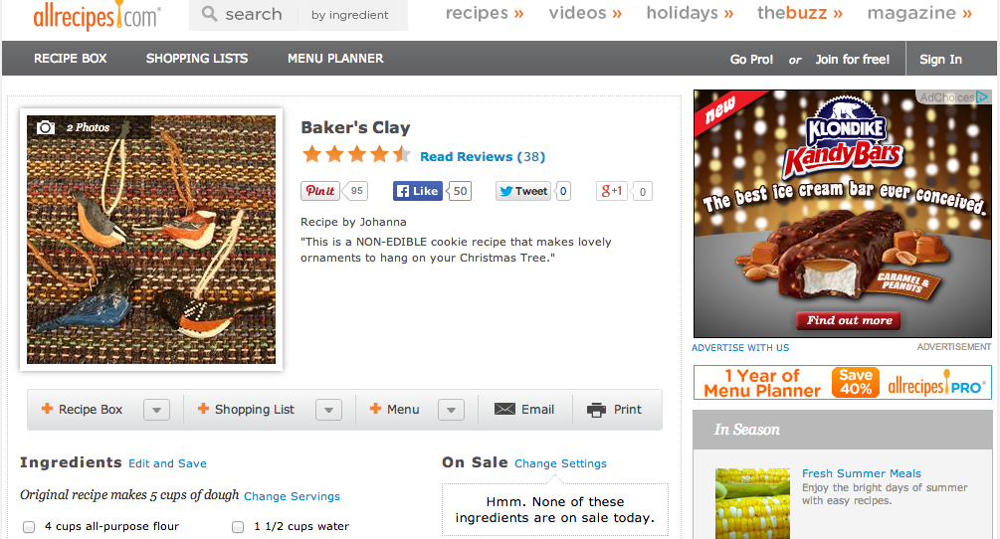 allrecipes.com
search
by ingredient
recipes »
videos »
holidays »
thebuzz »
magazine »
RECIPE BOX
SHOPPING LISTS
MENU PLANNER
Go Pro! or Join for free!
Sign In
2 Photos
Baker's Clay
Read Reviews (38)
Pin it 95
Like 50
Tweet 0
g+1 0
Recipe by Johanna
"This is a NON-EDIBLE cookie recipe that makes lovely
ornaments to hang on your Christmas Tree."
AdChoices
new
KLONDIKE
KandyBars
The best ice cream bar ever conceived.
CARAMEL &
PEANUTS
Find out more
ADVERTISE WITH US
ADVERTISEMENT
1 Year of
Menu Planner
Save
40%
allrecipes PRO
+ Recipe Box
+ Shopping List
+ Menu
Email
Print
In Season
Fresh Summer Meals
Enjoy the bright days of summer
with easy recipes.
Ingredients Edit and Save
Original recipe makes 5 cups of dough Change Servings
4 cups all-purpose flour
1 1/2 cups water
On Sale Change Settings
Hmm. None of these
ingredients are on sale today.